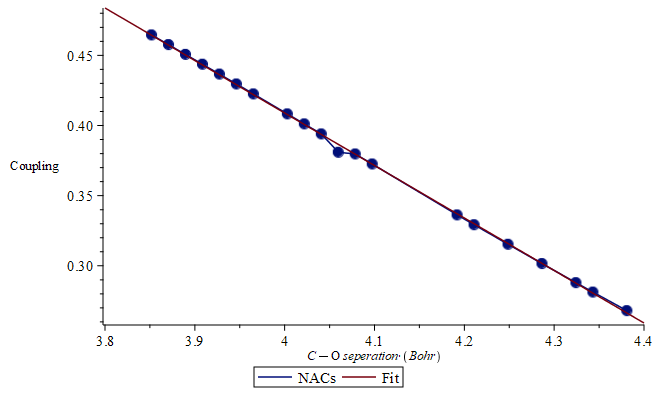 0.45
0.40
Coupling
0.35
0.30
3.8 3.9 4 4.1 4.2 4.3 4.4
C – O seperation (Bohr)
NACs Fit